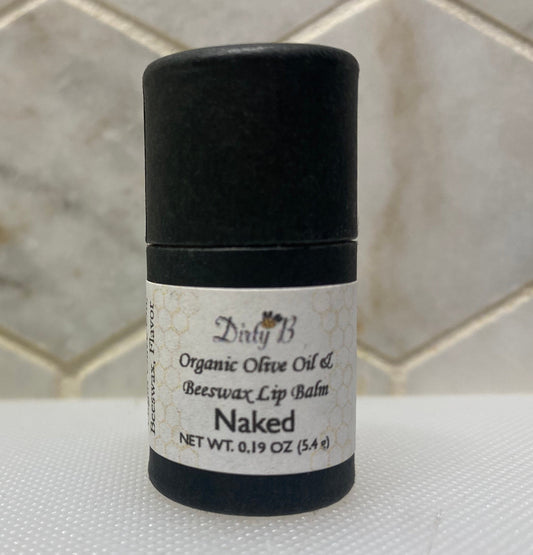 Dirty B
Organic Olive Oil &
Beeswax Lip Balm
Naked
NET WT. 0.19 OZ (5.4 g)
Beeswax, Flavor